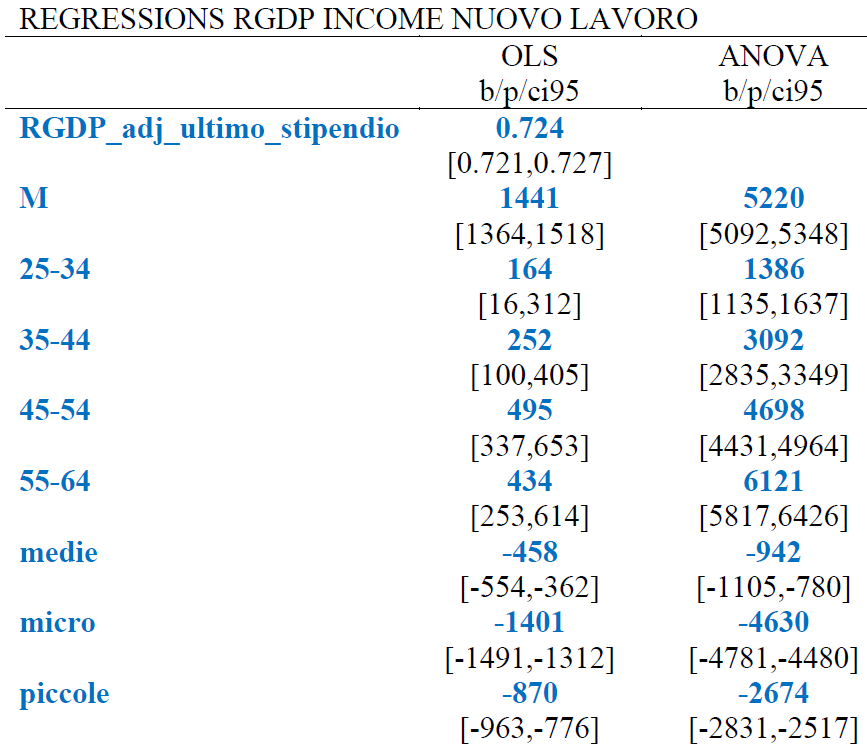 REGRESSIONS RGDP INCOME NUOVO LAVORO
OLS ANOVA
b/p/ci95 b/p/ci95
RGDP_adj_ultimo_stipendio 0.724
[0.721,0.727]
M 1441 5220
[1364,1518] [5092,5348]
25-34 164 1386
[16,312] [1135,1637]
35-44 252 3092
[100,405] [2835,3349]
45-54 495 4698
[337,653] [4431,4964]
55-64 434 6121
[253,614] [5817,6426]
medie -458 -942
[-554,-362] [-1105,-780]
micro -1401 -4630
[-1491,-1312] [-4781,-4480]
piccole -870 -2674
[-963,-776] [-2831,-2517]